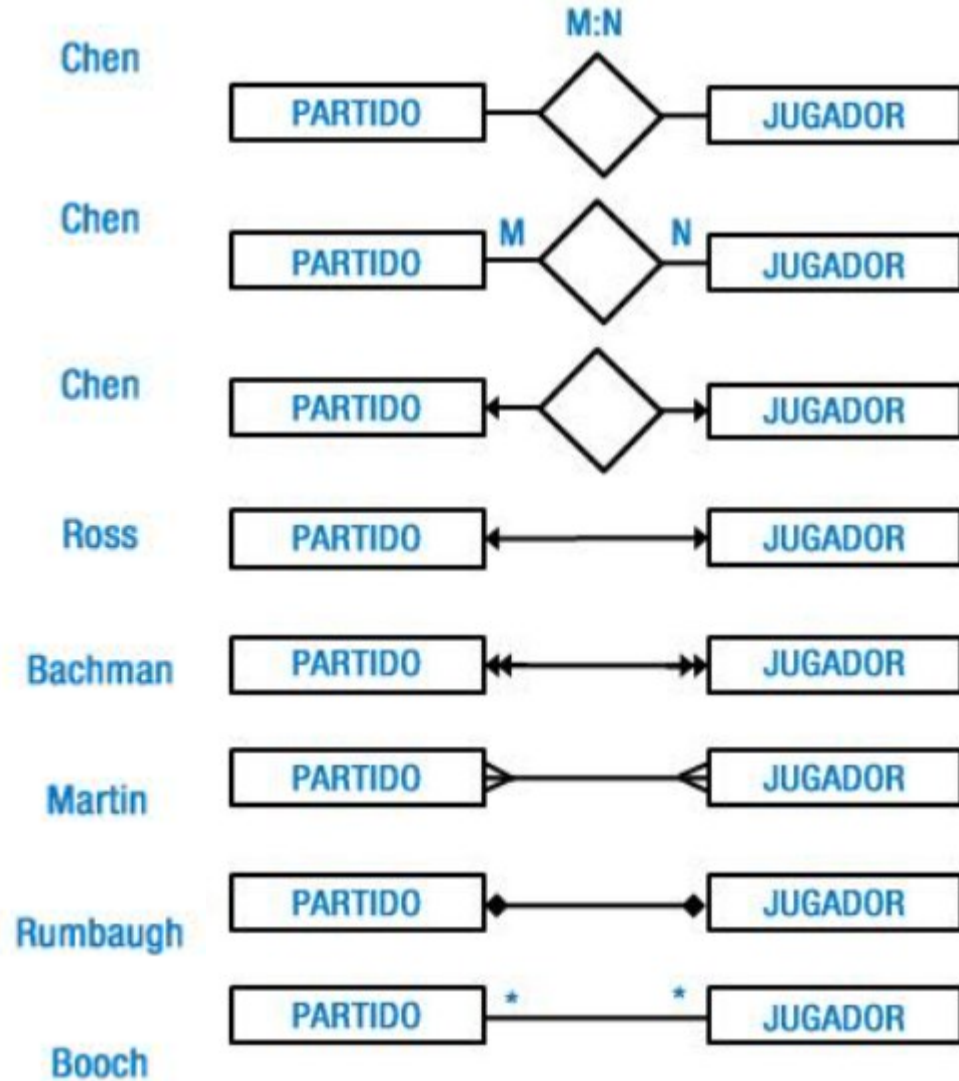 M:N
Chen
PARTIDO JUGADOR
Chen
M N
PARTIDO JUGADOR
Chen
PARTIDO JUGADOR
Ross
PARTIDO JUGADOR
Bachman
PARTIDO JUGADOR
Martin
PARTIDO JUGADOR
Rumbaugh
PARTIDO JUGADOR
* *
PARTIDO JUGADOR
Booch